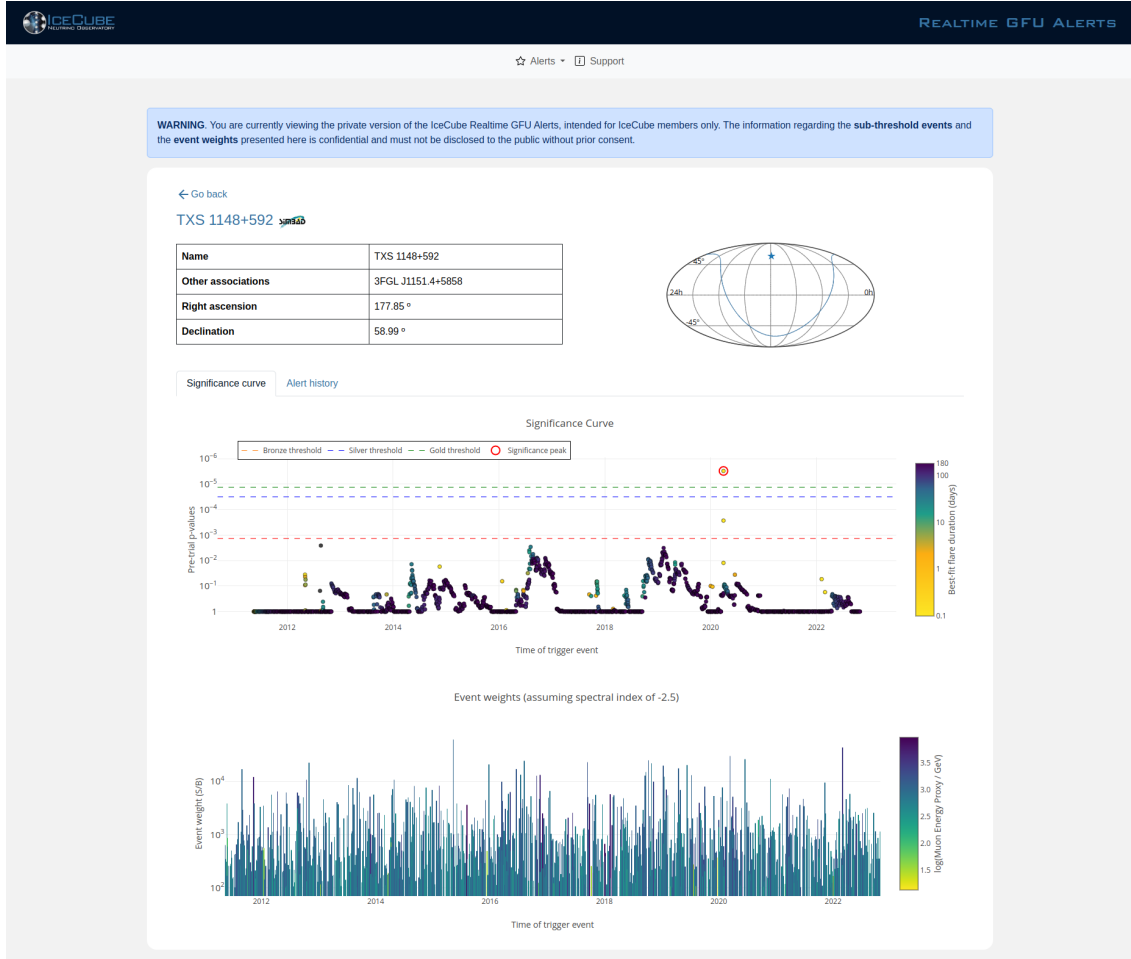 ICECUBE
NEUTRINO OBSERVATORY
REALTIME GFU ALERTS
Alerts
Support
WARNING. You are currently viewing the private version of the IceCube Realtime GFU Alerts, intended for IceCube members only. The information regarding the sub-threshold events and
the event weights presented here is confidential and must not be disclosed to the public without prior consent.
Go back
TXS 1148+592 SIMBAD
Name TXS 1148+592
Other associations 3FGL J1151.4+5858
Right ascension 177.85 º
Declination 58.99 º
45°
24h
0h
-45°
Significance curve
Alert history
Significance Curve
Bronze threshold
Silver threshold
Gold threshold
Significance peak
10−6
10−5
10−4
10−3
10−2
10−1
1
Pre-trial p-values
2012 2014 2016 2018 2020 2022
Time of trigger event
180
100
10
1
0.1
Best-fit flare duration (days)
Event weights (assuming spectral index of -2.5)
10⁴
10³
10²
Event weight (S/B)
2012 2014 2016 2018 2020 2022
Time of trigger event
3.5
3.0
2.5
2.0
1.5
log(Muon Energy Proxy / GeV)